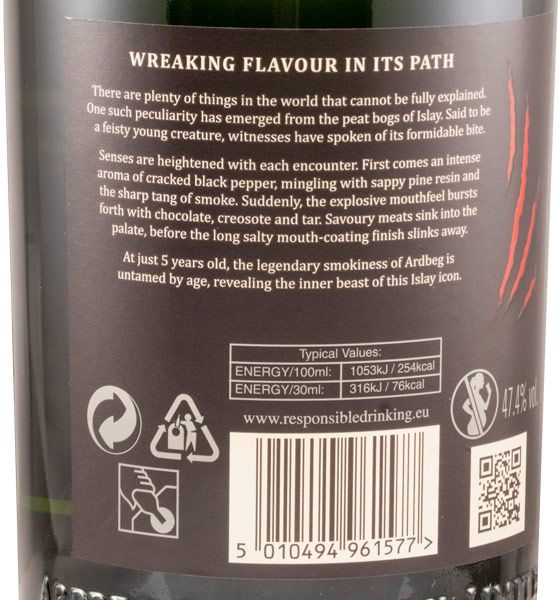 WREAKING FLAVOUR IN ITS PATH
There are plenty of things in the world that cannot be fully explained.
One such peculiarity has emerged from the peat bogs of Islay. Said to be
a feisty young creature, witnesses have spoken of its formidable bite.
Senses are heightened with each encounter. First comes an intense
aroma of cracked black pepper, mingling with sappy pine resin and
the sharp tang of smoke. Suddenly, the explosive mouthfeel bursts
forth with chocolate, creosote and tar. Savoury meats sink into the
palate, before the long salty mouth-coating finish slinks away.
At just 5 years old, the legendary smokiness of Ardbeg is
untamed by age, revealing the inner beast of this Islay icon.
Typical Values:
ENERGY/100ml: 1053kJ / 254kcal
ENERGY/30ml: 316kJ / 76kcal
www.responsibledrinking.eu
47.4% vol.
5 010494 961577 >